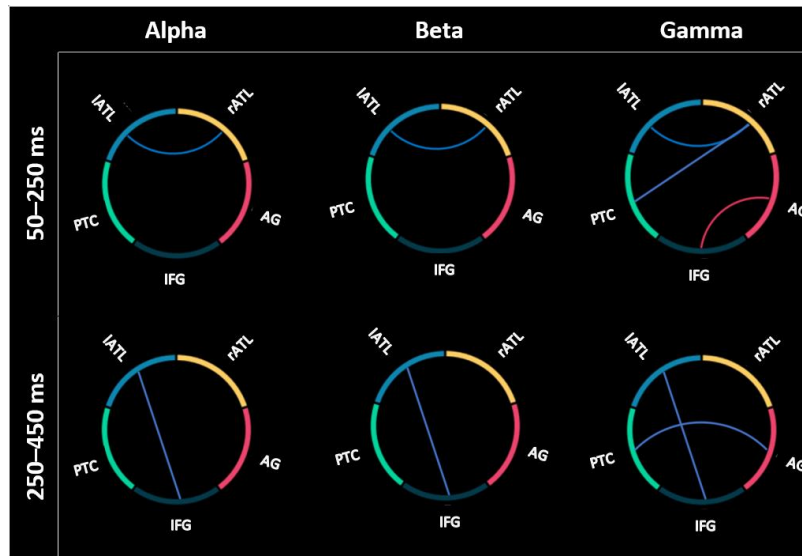 Alpha
Beta
Gamma
50–250 ms
lATL
rATL
PTC
AG
IFG
lATL
rATL
PTC
AG
IFG
lATL
rATL
PTC
AG
IFG
250–450 ms
lATL
rATL
PTC
AG
IFG
lATL
rATL
PTC
AG
IFG
lATL
rATL
PTC
AG
IFG